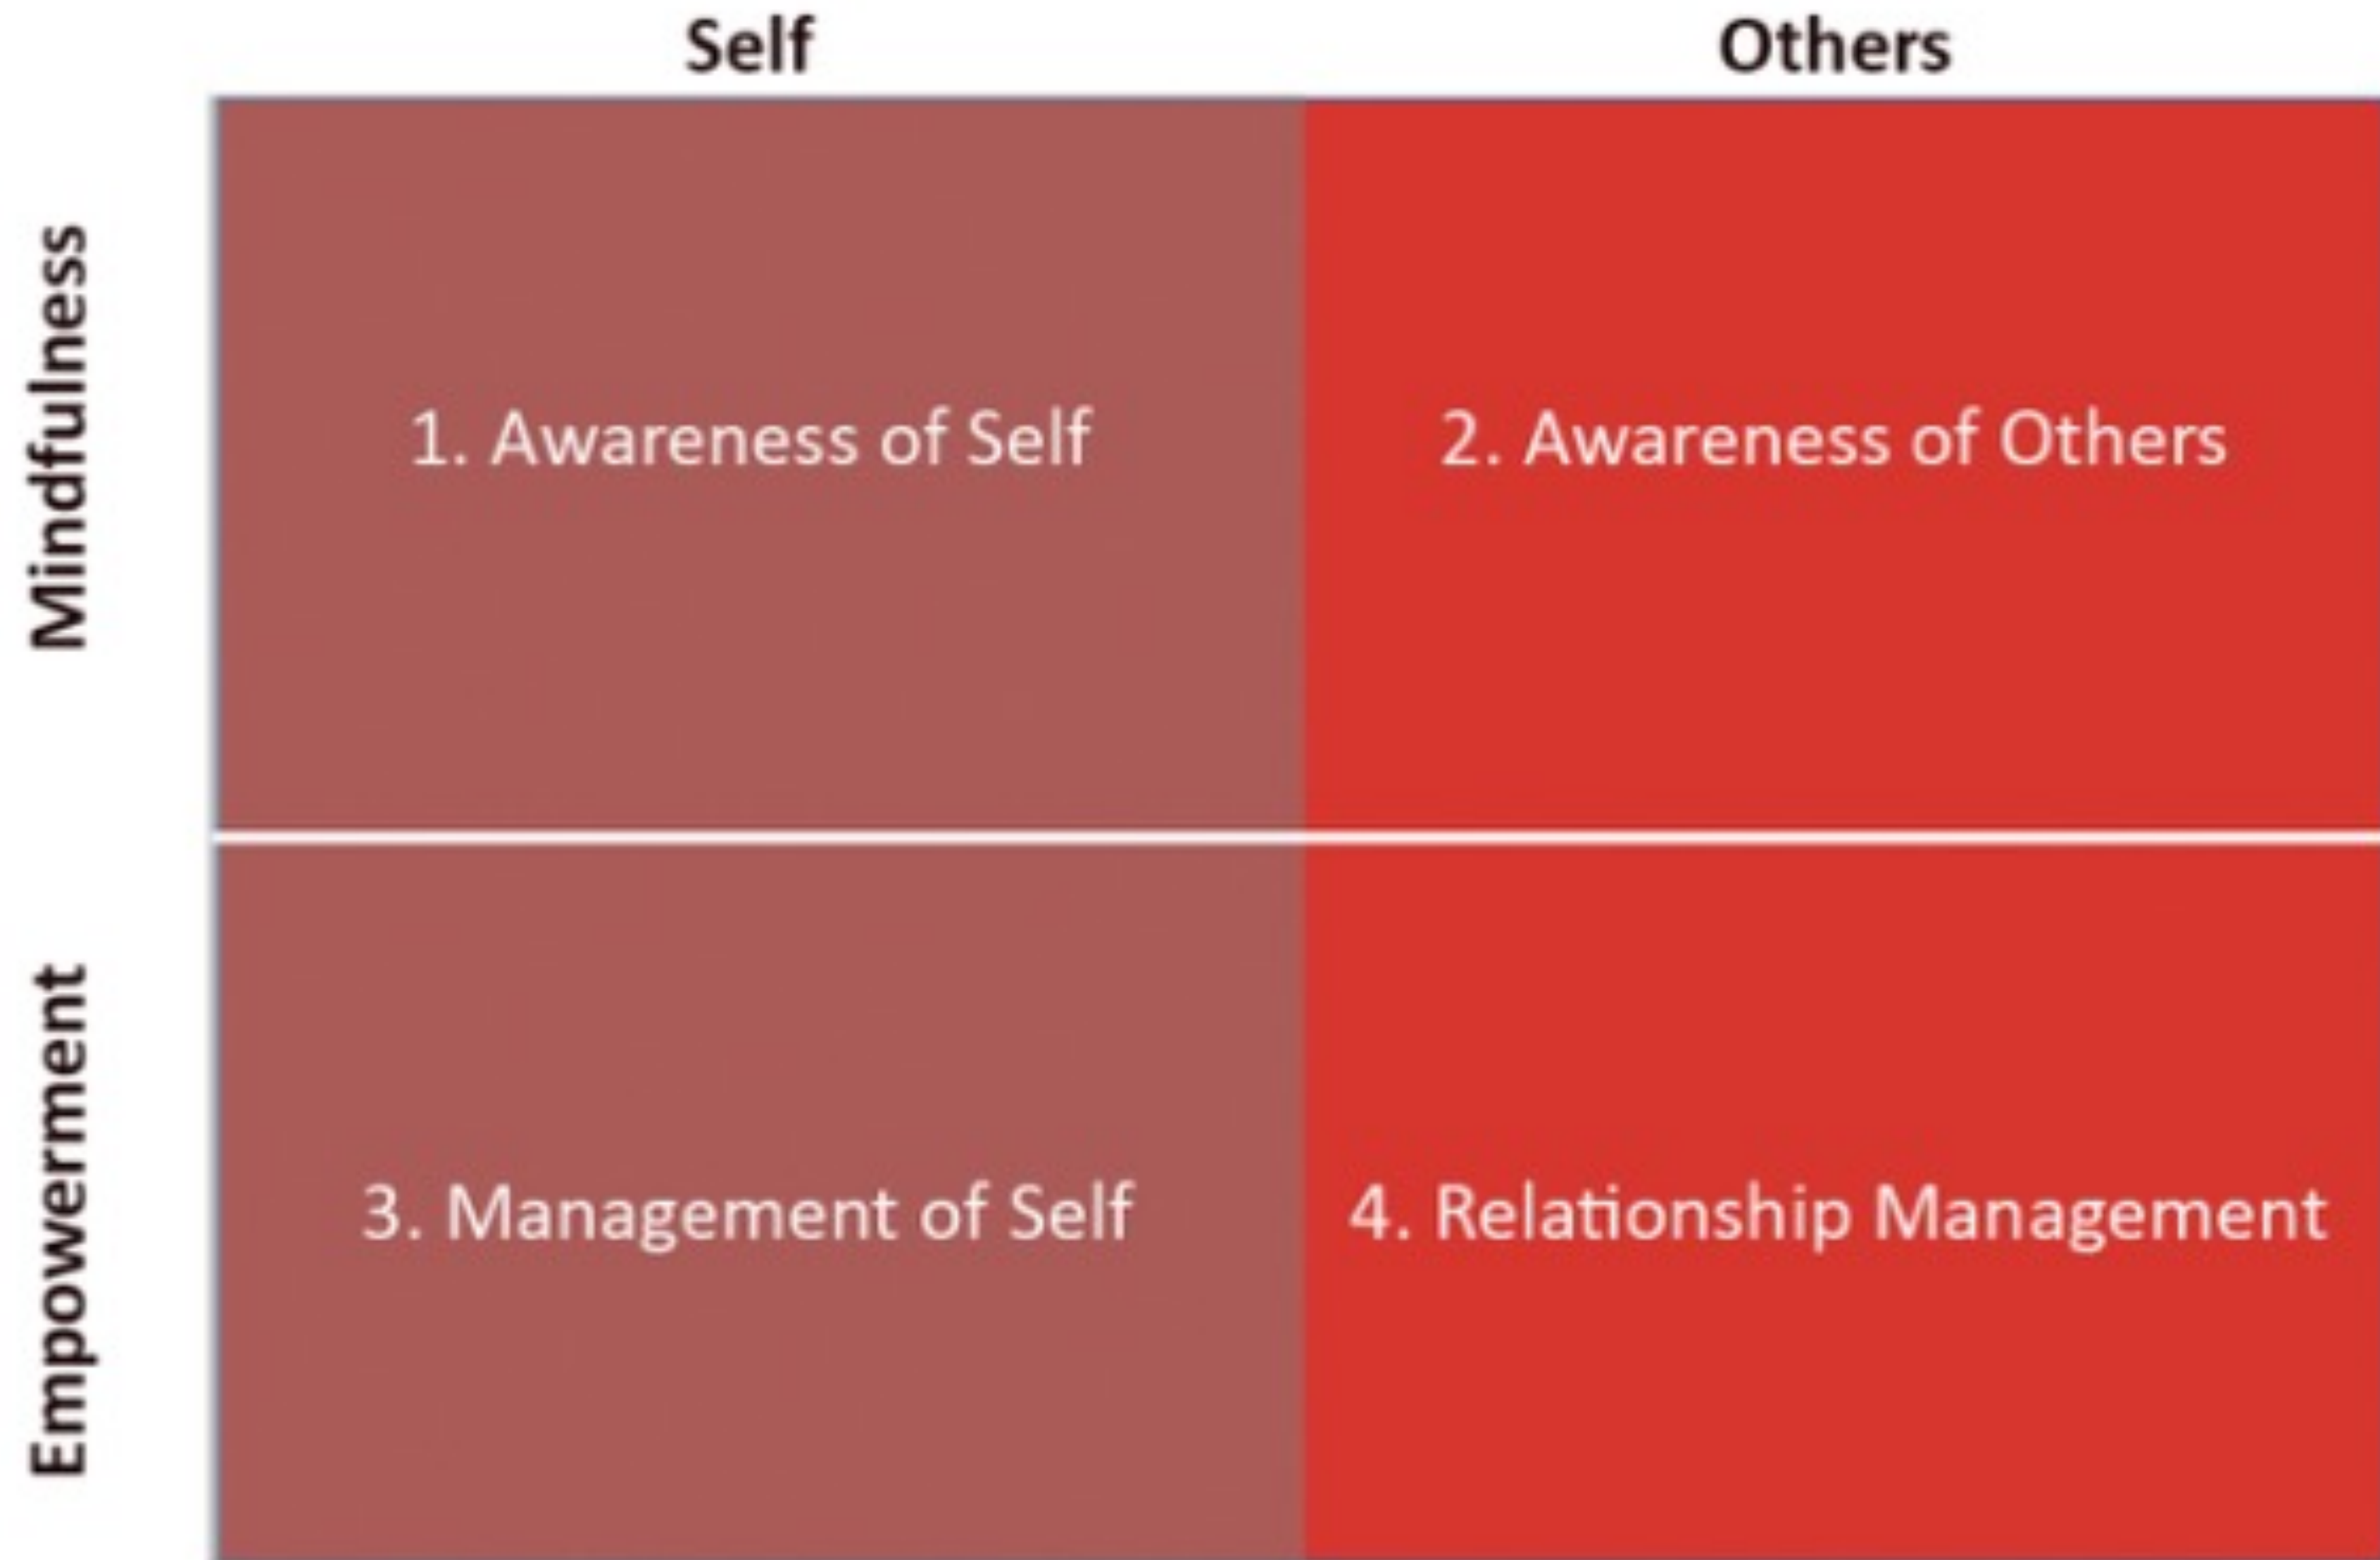 Self
Others
Mindfulness
1. Awareness of Self
2. Awareness of Others
Empowerment
3. Management of Self
4. Relationship Management